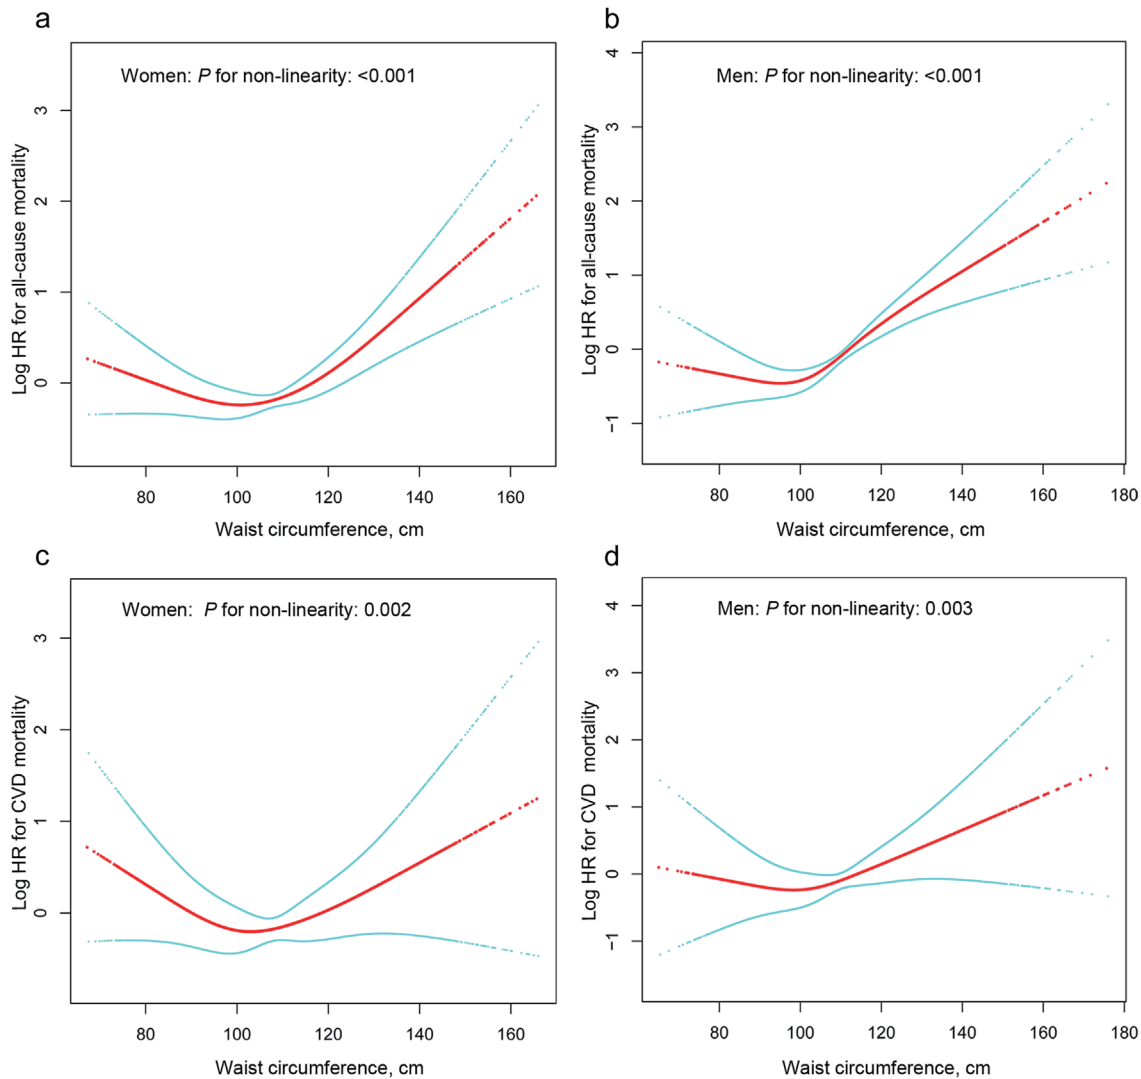 a
Women: P for non-linearity: <0.001
Log HR for all-cause mortality
3
2
1
0
80 100 120 140 160
Waist circumference, cm
b
Men: P for non-linearity: <0.001
Log HR for all-cause mortality
4
3
2
1
0
−1
80 100 120 140 160 180
Waist circumference, cm
c
Women: P for non-linearity: 0.002
Log HR for CVD mortality
3
2
1
0
80 100 120 140 160
Waist circumference, cm
d
Men: P for non-linearity: 0.003
Log HR for CVD mortality
4
3
2
1
0
−1
80 100 120 140 160 180
Waist circumference, cm